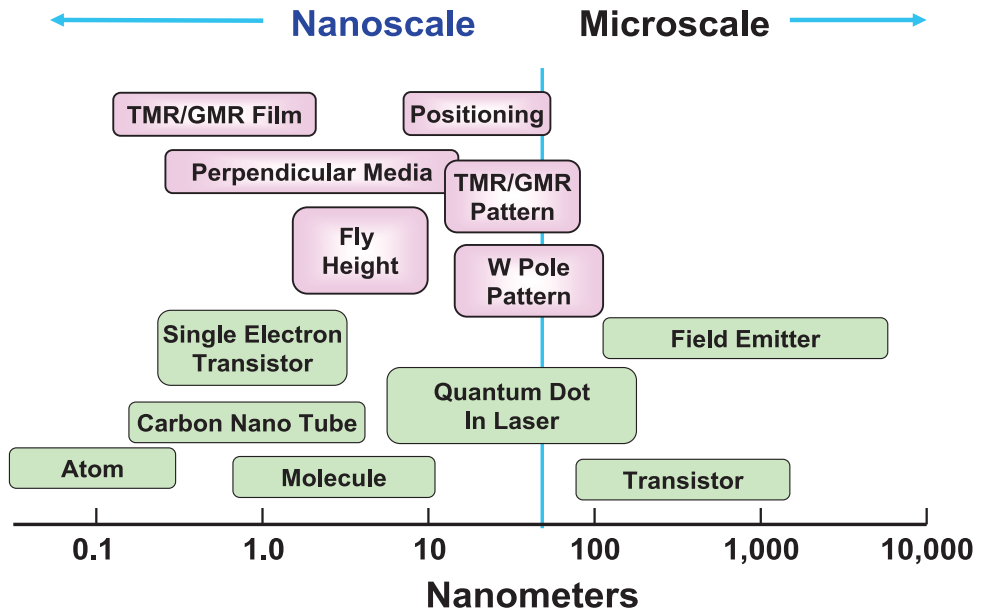 Nanoscale
Microscale
TMR/GMR Film
Positioning
Perpendicular Media
TMR/GMR
Pattern
Fly
Height
W Pole
Pattern
Single Electron
Transistor
Field Emitter
Quantum Dot
In Laser
Carbon Nano Tube
Atom
Molecule
Transistor
0.1
1.0
10
100
1,000
10,000
Nanometers